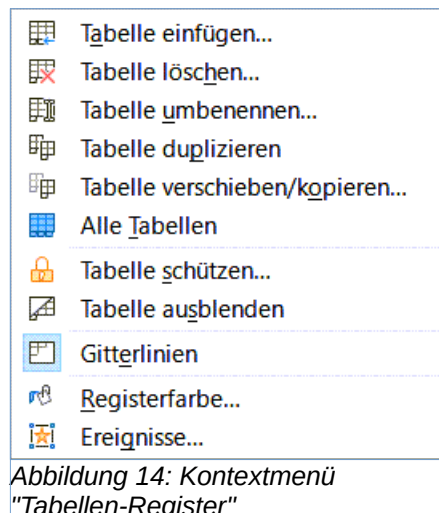 Tabelle einfügen...
Tabelle löschen...
Tabelle umbenennen...
Tabelle duplizieren
Tabelle verschieben/kopieren...
Alle Tabellen
Tabelle schützen...
Tabelle ausblenden
Gitterlinien
Registerfarbe...
Ereignisse...
Abbildung 14: Kontextmenü
"Tabellen-Register"